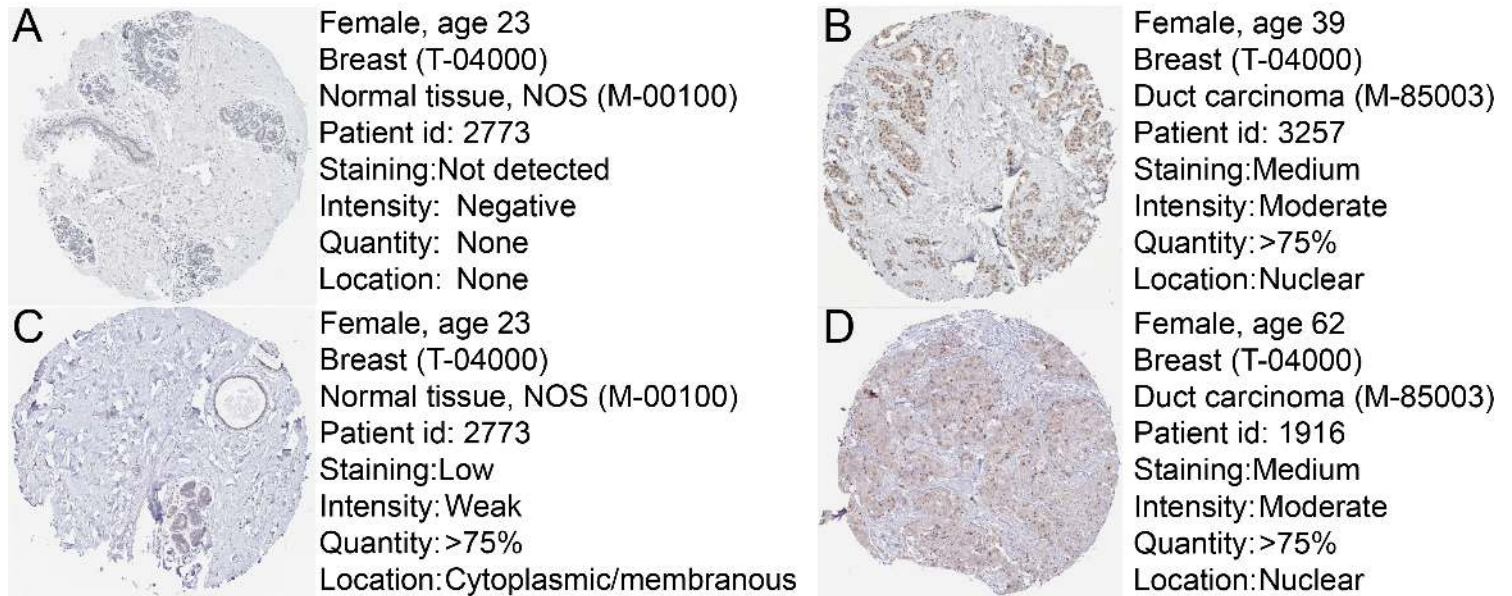 A
Female, age 23
Breast (T-04000)
Normal tissue, NOS (M-00100)
Patient id: 2773
Staining:Not detected
Intensity: Negative
Quantity: None
Location: None
B
Female, age 39
Breast (T-04000)
Duct carcinoma (M-85003)
Patient id: 3257
Staining:Medium
Intensity:Moderate
Quantity:>75%
Location:Nuclear
C
Female, age 23
Breast (T-04000)
Normal tissue, NOS (M-00100)
Patient id: 2773
Staining:Low
Intensity:Weak
Quantity:>75%
Location:Cytoplasmic/membranous
D
Female, age 62
Breast (T-04000)
Duct carcinoma (M-85003)
Patient id: 1916
Staining:Medium
Intensity:Moderate
Quantity:>75%
Location:Nuclear